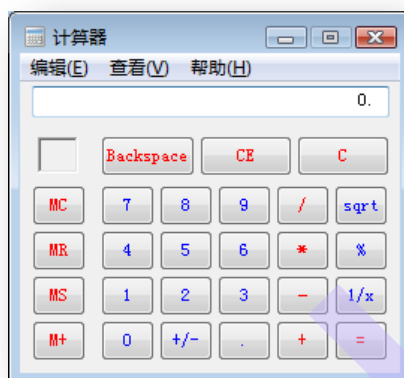 计算器
编辑(E) 查看(V) 帮助(H)
0.
Backspace CE C
MC 7 8 9 / sqrt
MR 4 5 6 * %
MS 1 2 3 - 1/x
M+ 0 +/- . + =